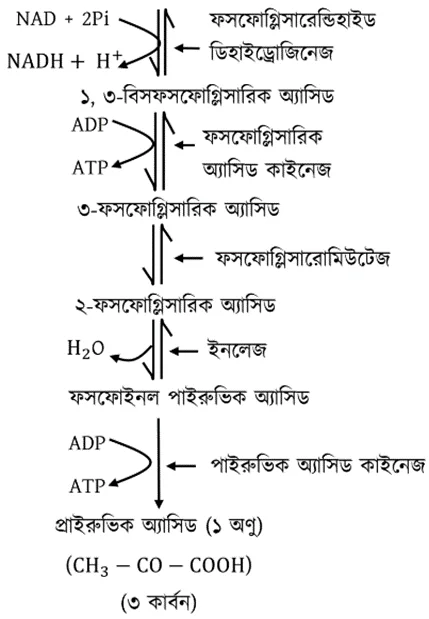 NAD + 2Pi
ফসফোগ্লিসারেল্ডিহাইড
NADH + H⁺
ডিহাইড্রোজিনেজ
১, ৩-বিসফসফোগ্লিসারিক অ্যাসিড
ADP
ফসফোগ্লিসারিক
ATP
অ্যাসিড কাইনেজ
৩-ফসফোগ্লিসারিক অ্যাসিড
ফসফোগ্লিসারোমিউটেজ
২-ফসফোগ্লিসারিক অ্যাসিড
H₂O
ইনলেজ
ফসফোইনল পাইরুভিক অ্যাসিড
ADP
পাইরুভিক অ্যাসিড কাইনেজ
ATP
প্রাইরুভিক অ্যাসিড (১ অণু)
(CH₃ − CO − COOH)
(৩ কার্বন)